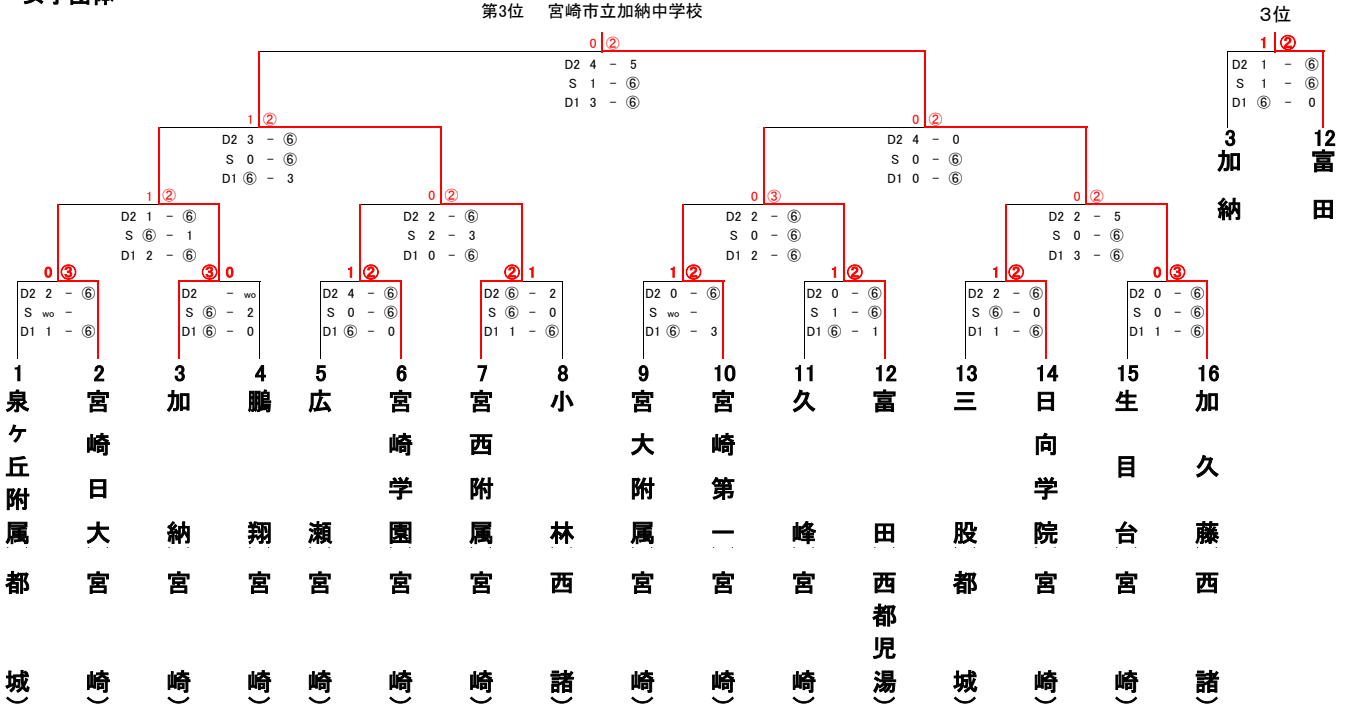 第3位 宮崎市立加納中学校
3位
0 ②
D2 4 - 5
S 1 - ⑥
D1 3 - ⑥
1 ②
D2 1 - ⑥
S 1 - ⑥
D1 ⑥ - 0
3 加納
12 富田
1 ②
D2 3 - ⑥
S 0 - ⑥
D1 ⑥ - 3
0 ②
D2 4 - 0
S 0 - ⑥
D1 0 - ⑥
1 ②
D2 1 - ⑥
S ⑥ - 1
D1 2 - ⑥
0 ②
D2 2 - ⑥
S 2 - 3
D1 0 - ⑥
0 ③
D2 2 - ⑥
S 0 - ⑥
D1 2 - ⑥
0 ②
D2 2 - 5
S 0 - ⑥
D1 3 - ⑥
0 ③
D2 2 - ⑥
S wo -
D1 1 - ⑥
③ 0
D2 - wo
S ⑥ - 2
D1 ⑥ - 0
1 ②
D2 4 - ⑥
S 0 - ⑥
D1 ⑥ - 0
② 1
D2 ⑥ - 2
S ⑥ - 0
D1 1 - ⑥
1 ②
D2 0 - ⑥
S wo -
D1 ⑥ - 3
1 ②
D2 0 - ⑥
S 1 - ⑥
D1 ⑥ - 1
1 ②
D2 2 - ⑥
S ⑥ - 0
D1 1 - ⑥
0 ③
D2 0 - ⑥
S 0 - ⑥
D1 1 - ⑥
1 泉ヶ丘附属 都城)
2 宮崎日大 宮崎)
3 加納 宮崎)
4 鵬翔 宮崎)
5 広瀬 宮崎)
6 宮崎学園 宮崎)
7 宮西附属 宮崎)
8 小林 西諸)
9 宮大附属 宮崎)
10 宮崎第一 宮崎)
11 久峰 宮崎)
12 富田 西都児湯)
13 三股 都城)
14 日向学院 宮崎)
15 生目台 宮崎)
16 加久藤 西諸)